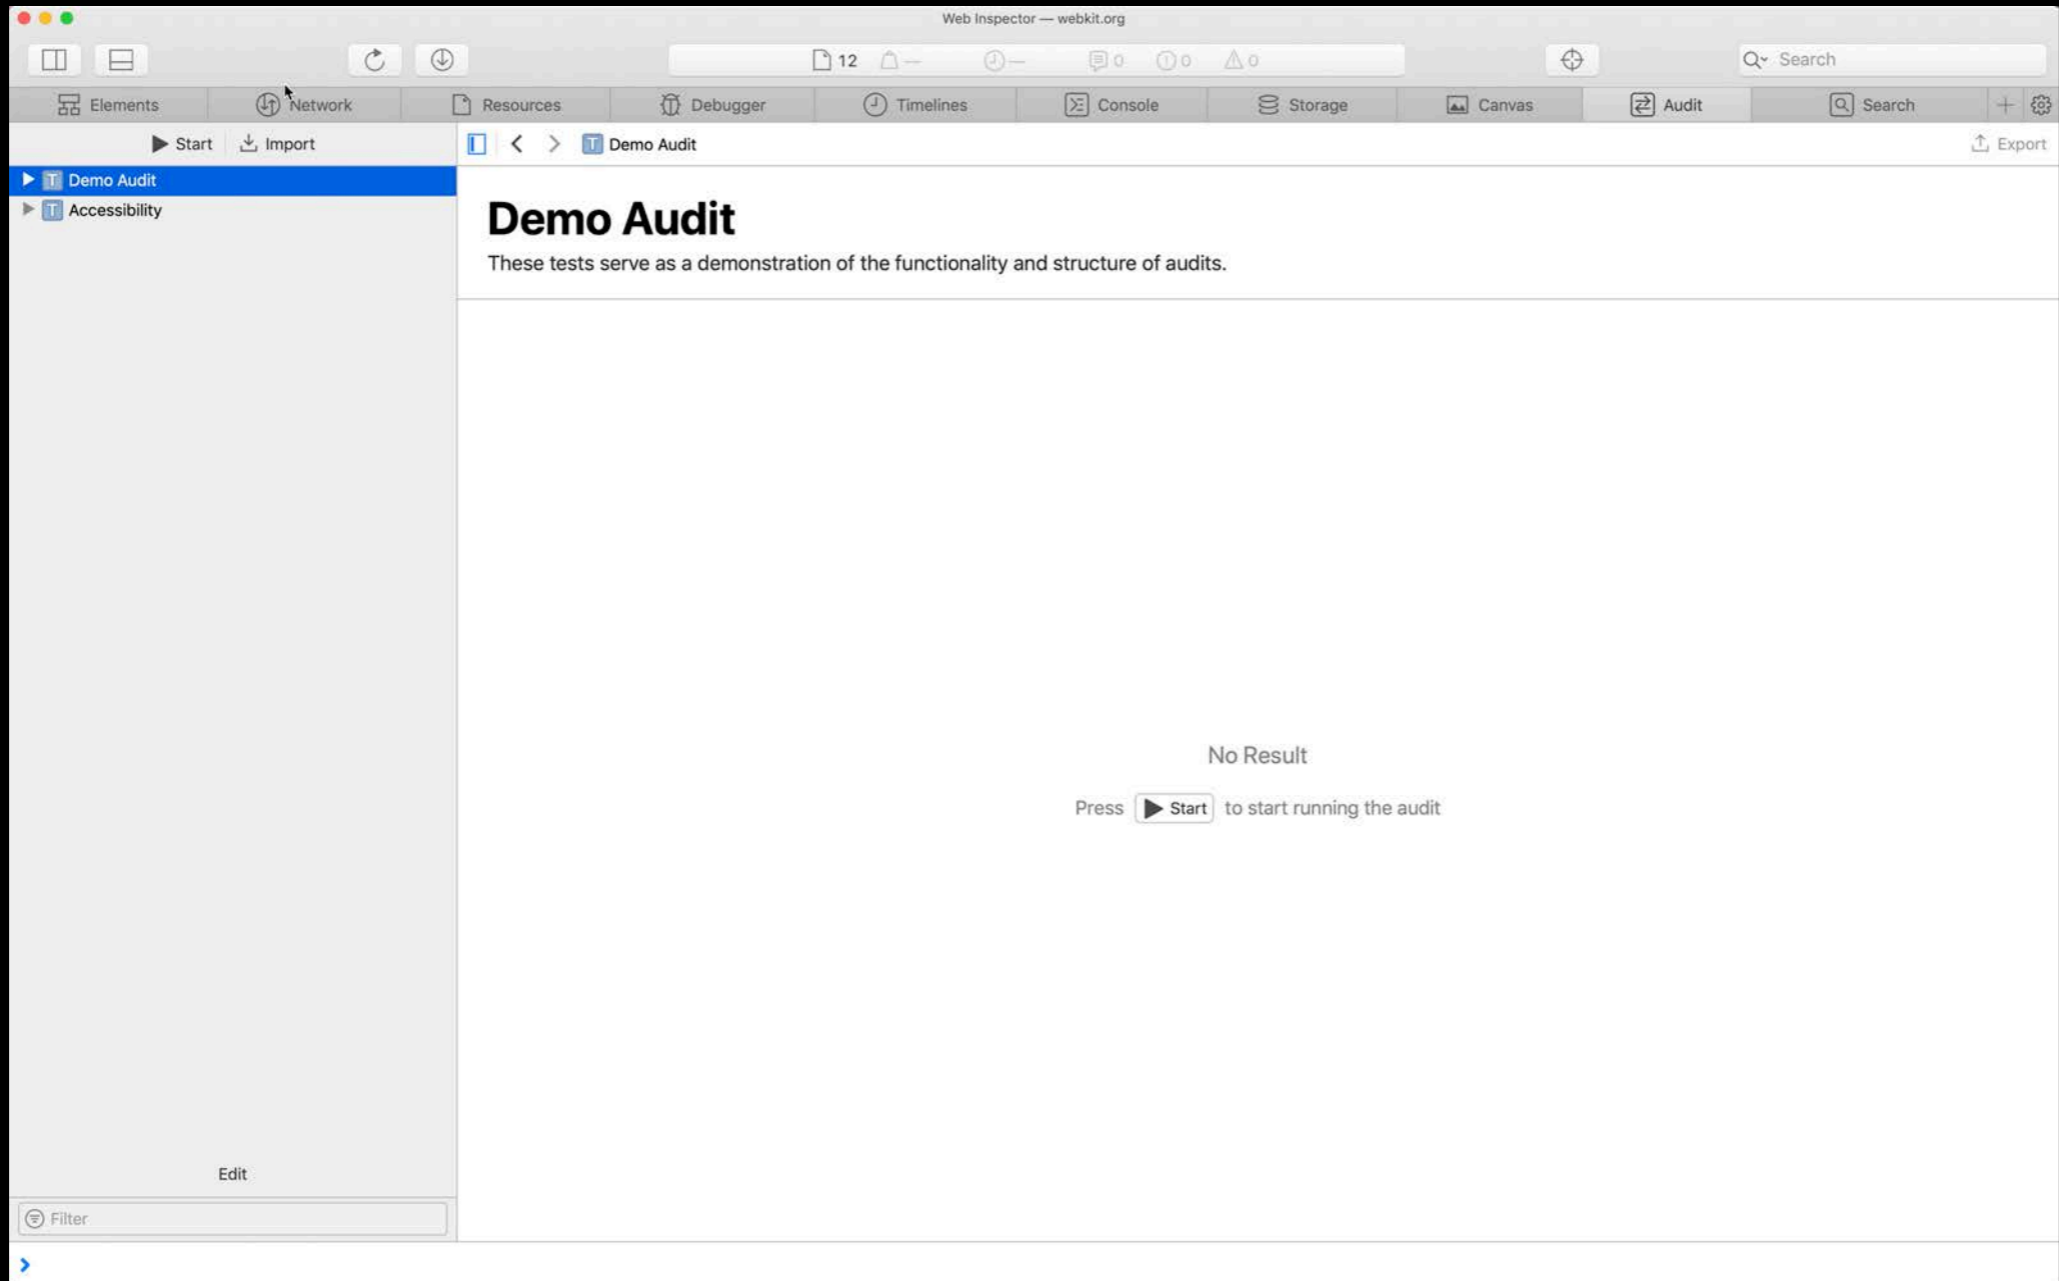 Web Inspector — webkit.org
12 — — 0 0 0 Search
Elements Network Resources Debugger Timelines Console Storage Canvas Audit Search
Start Import Demo Audit Export
Demo Audit
Accessibility
Demo Audit
These tests serve as a demonstration of the functionality and structure of audits.
No Result
Press Start to start running the audit
Edit
Filter